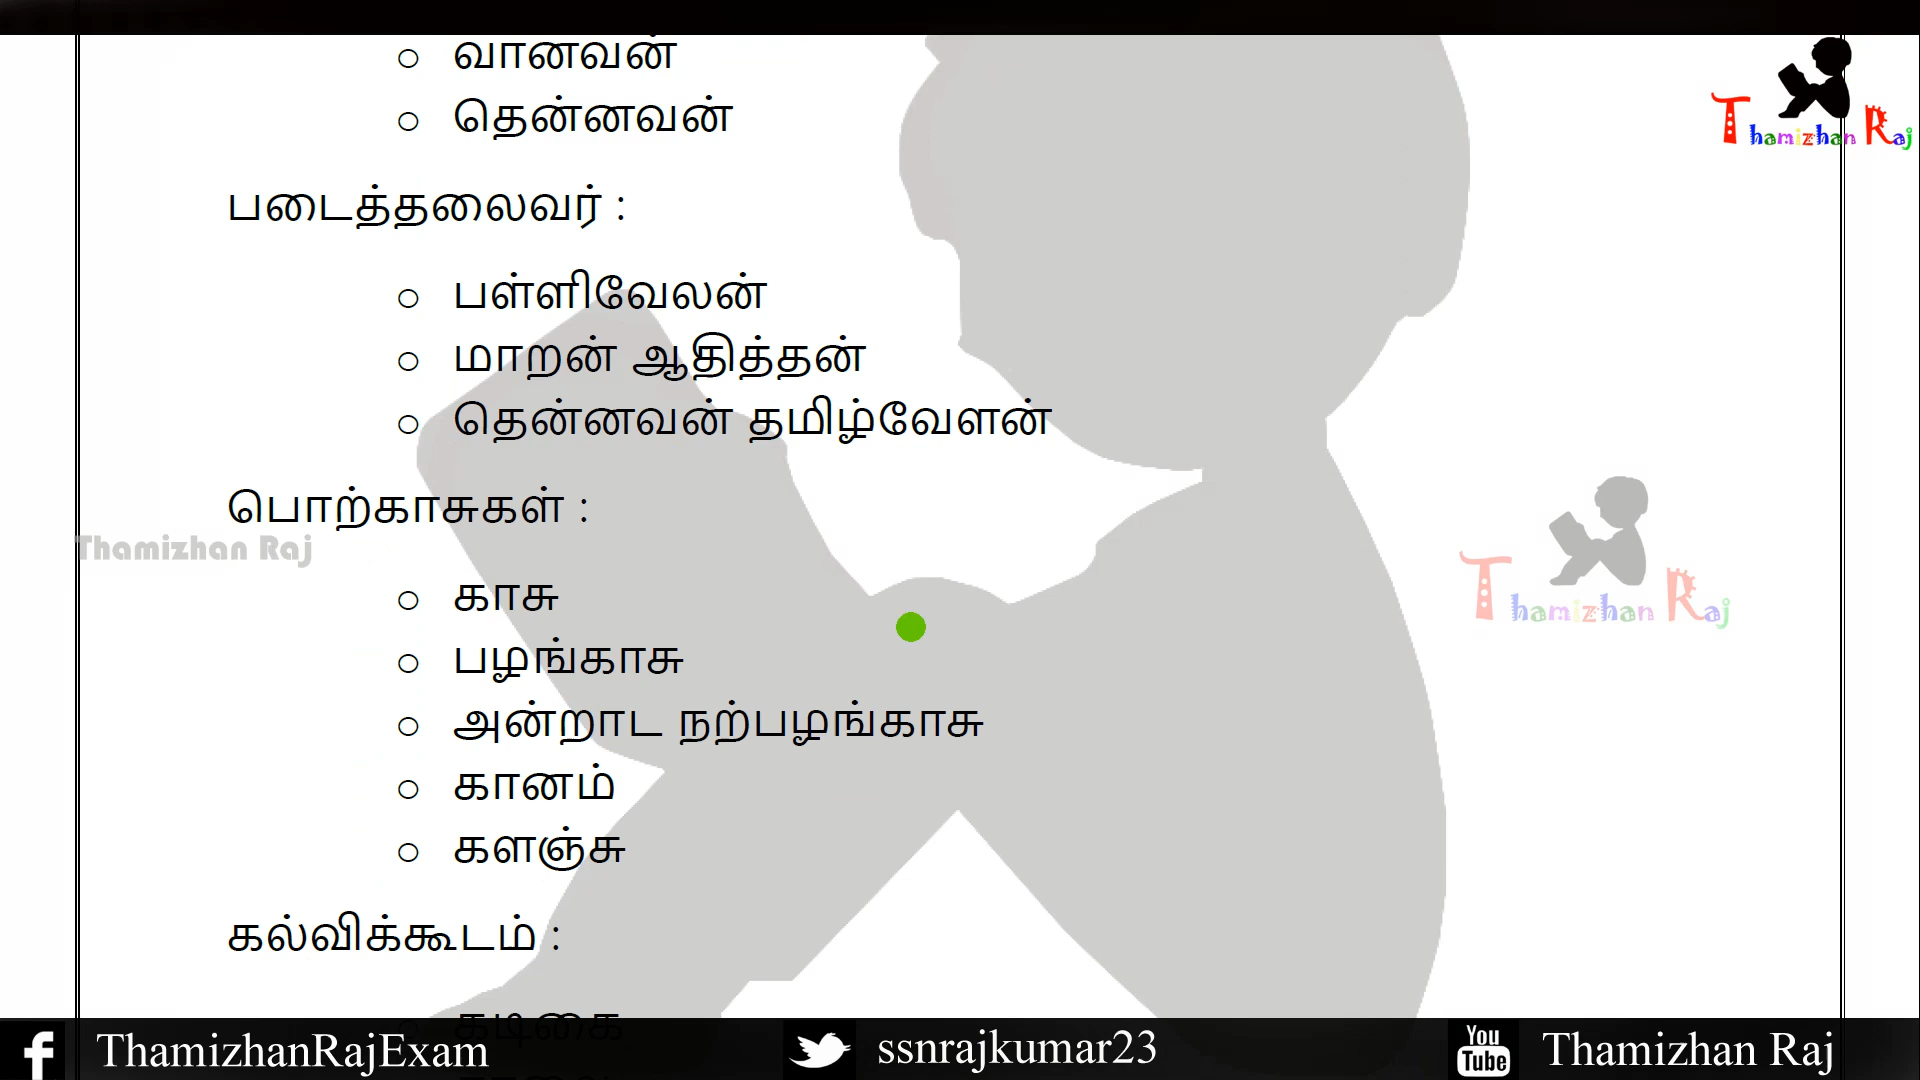 வானவன்
தென்னவன்
Thamizhan Raj
படைத்தலைவர் :
பள்ளிவேலன்
மாறன் ஆதித்தன்
தென்னவன் தமிழ்வேளன்
பொற்காசுகள் :
Thamizhan Raj
Thamizhan Raj
காசு
பழங்காசு
அன்றாட நற்பழங்காசு
கானம்
களஞ்சு
கல்விக்கூடம் :
கடிகை
ThamizhanRajExam
ssnrajkumar23
You Tube
Thamizhan Raj